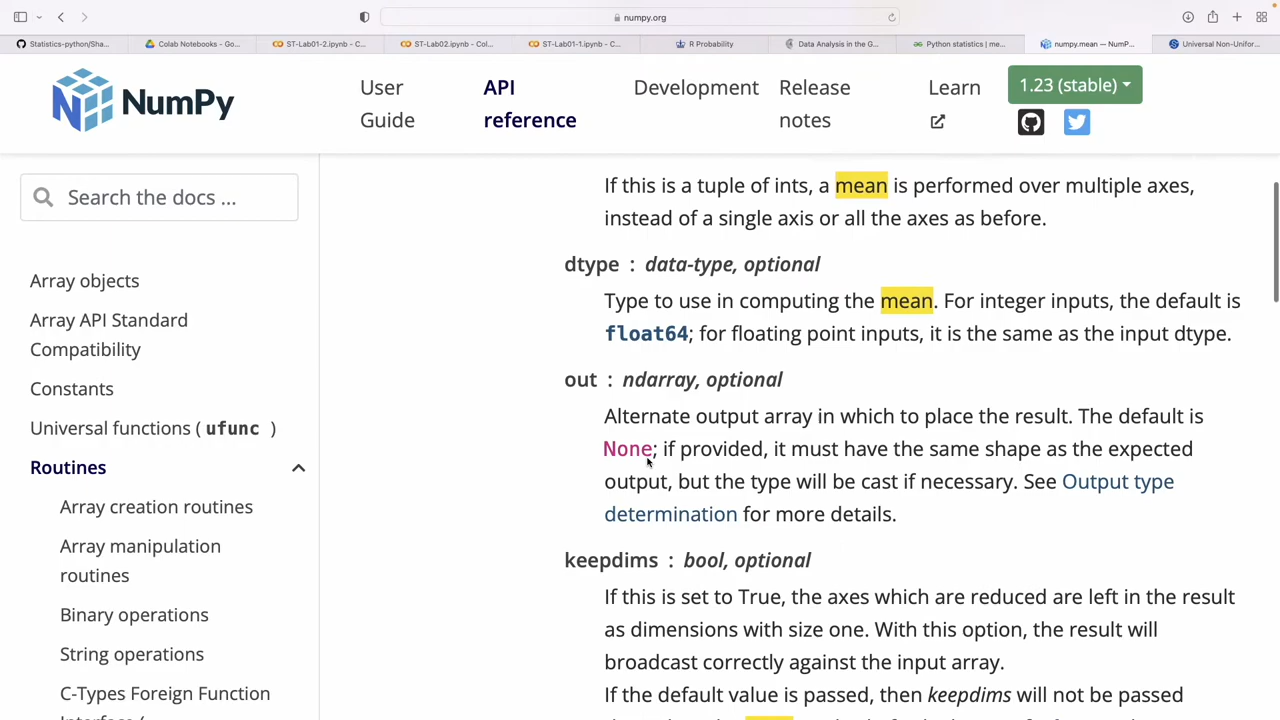 numpy.org
Statistics-python/Sha...
Colab Notebooks - Go...
ST-Lab01-2.ipynb - C...
ST-Lab02.ipynb - Col...
ST-Lab01-1.ipynb - C...
R Probability
Data Analysis in the G...
Python statistics | me...
numpy.mean — NumP...
Universal Non-Unifor...
NumPy
User Guide
API reference
Development
Release notes
Learn
1.23 (stable)
Search the docs ...
Array objects
Array API Standard
Compatibility
Constants
Universal functions ( ufunc )
Routines
Array creation routines
Array manipulation
routines
Binary operations
String operations
C-Types Foreign Function
If this is a tuple of ints, a mean is performed over multiple axes,
instead of a single axis or all the axes as before.
dtype : data-type, optional
Type to use in computing the mean. For integer inputs, the default is
float64; for floating point inputs, it is the same as the input dtype.
out : ndarray, optional
Alternate output array in which to place the result. The default is
None; if provided, it must have the same shape as the expected
output, but the type will be cast if necessary. See Output type
determination for more details.
keepdims : bool, optional
If this is set to True, the axes which are reduced are left in the result
as dimensions with size one. With this option, the result will
broadcast correctly against the input array.
If the default value is passed, then keepdims will not be passed